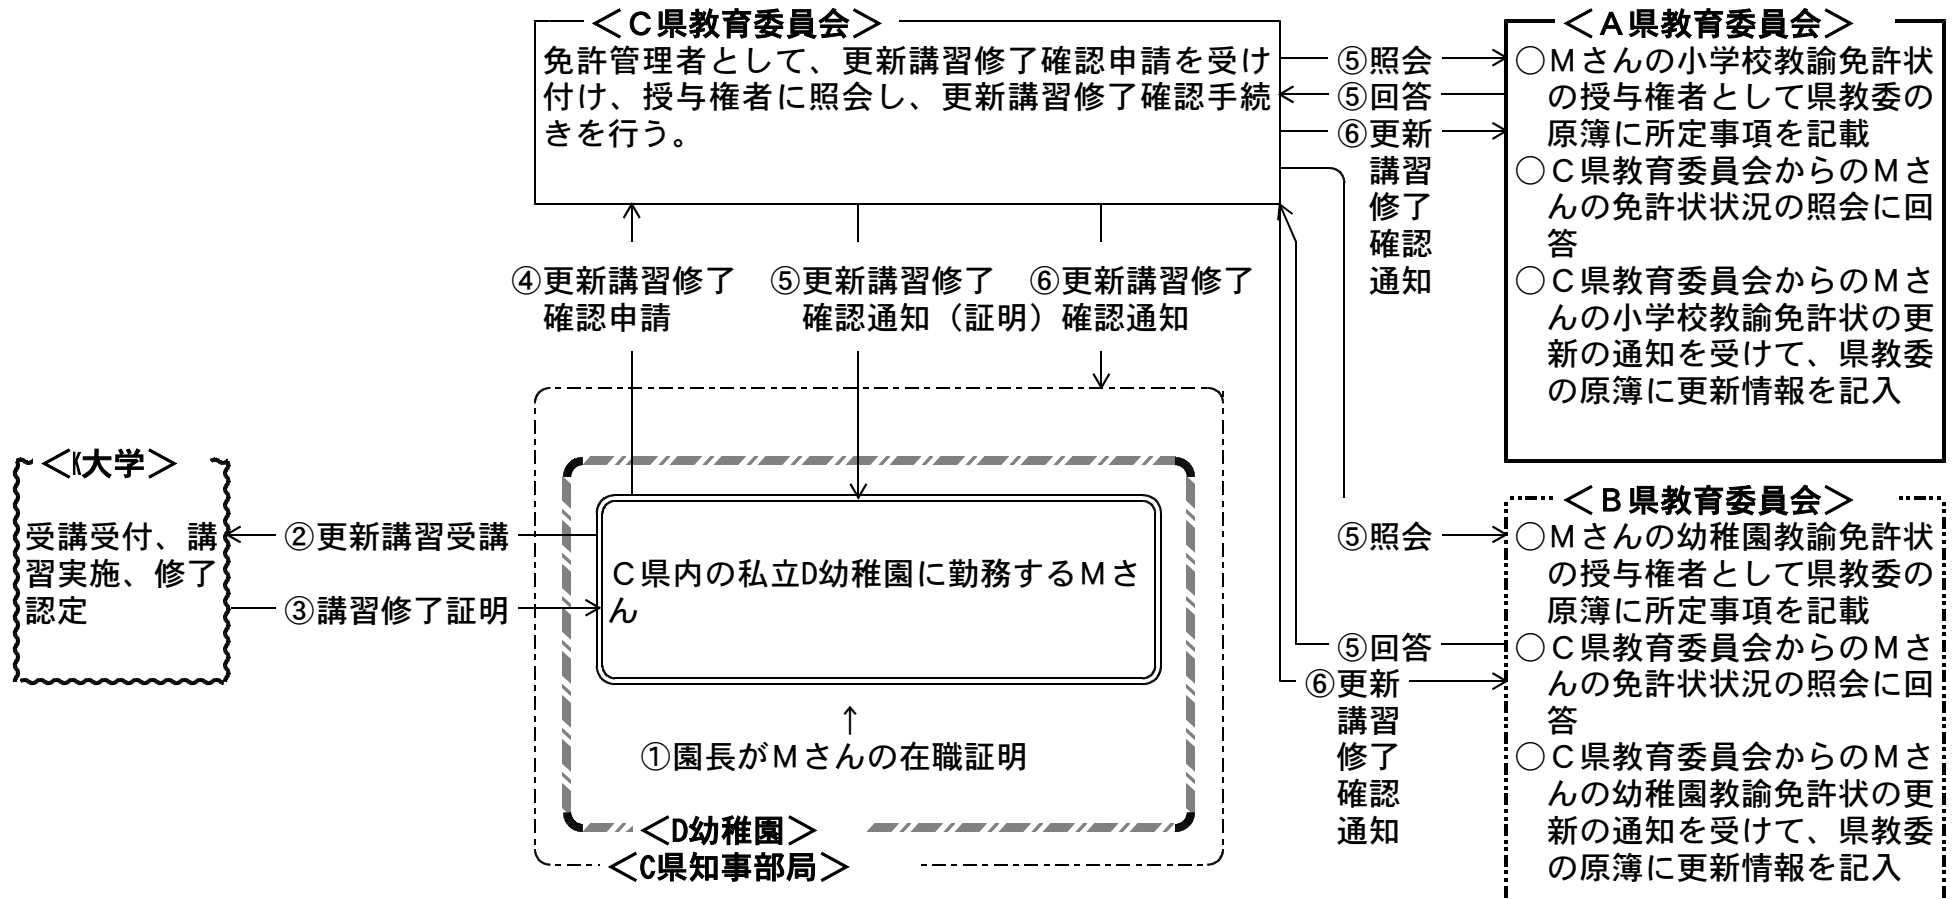 ＜Ｃ県教育委員会＞
免許管理者として、更新講習修了確認申請を受け
付け、授与権者に照会し、更新講習修了確認手続
きを行う。
⑤照会
⑤回答
⑥更新
講習
修了
確認
通知
＜Ａ県教育委員会＞
○Ｍさんの小学校教諭免許状
の授与権者として県教委の
原簿に所定事項を記載
○Ｃ県教育委員会からのＭさ
んの免許状状況の照会に回
答
○Ｃ県教育委員会からのＭさ
んの小学校教諭免許状の更
新の通知を受けて、県教委
の原簿に更新情報を記入
④更新講習修了
確認申請
⑤更新講習修了
確認通知（証明）
⑥更新講習修了
確認通知
＜K大学＞
受講受付、講
習実施、修了
認定
②更新講習受講
③講習修了証明
Ｃ県内の私立D幼稚園に勤務するＭさ
ん
↑
①園長がＭさんの在職証明
＜D幼稚園＞
＜C県知事部局＞
⑤照会
⑤回答
⑥更新
講習
修了
確認
通知
＜Ｂ県教育委員会＞
○Ｍさんの幼稚園教諭免許状
の授与権者として県教委の
原簿に所定事項を記載
○Ｃ県教育委員会からのＭさ
んの免許状状況の照会に回
答
○Ｃ県教育委員会からのＭさ
んの幼稚園教諭免許状の更
新の通知を受けて、県教委
の原簿に更新情報を記入